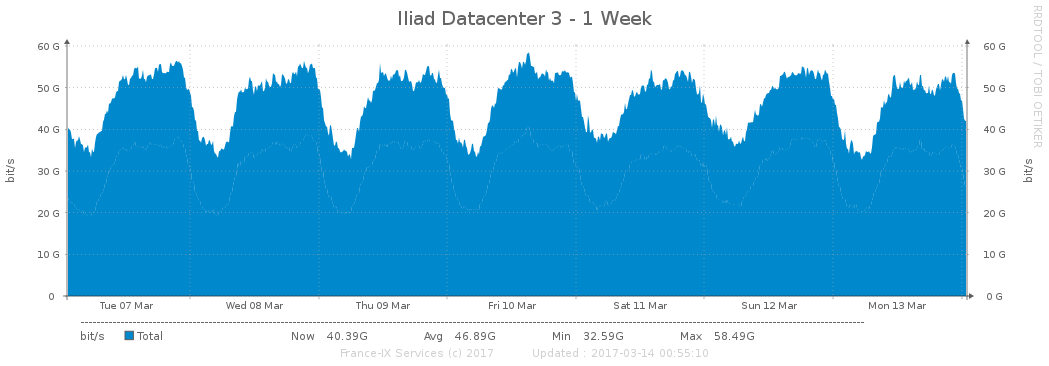 Iliad Datacenter 3 - 1 Week
RRDTOOL / TOBI OETIKER
60 G 60 G
50 G 50 G
40 G 40 G
30 G 30 G
20 G 20 G
10 G 10 G
0 0 G
bit/s bit/s
Tue 07 Mar Wed 08 Mar Thu 09 Mar Fri 10 Mar Sat 11 Mar Sun 12 Mar Mon 13 Mar
bit/s Total Now 40.39G Avg 46.89G Min 32.59G Max 58.49G
France-IX Services (c) 2017 Updated : 2017-03-14 00:55:10